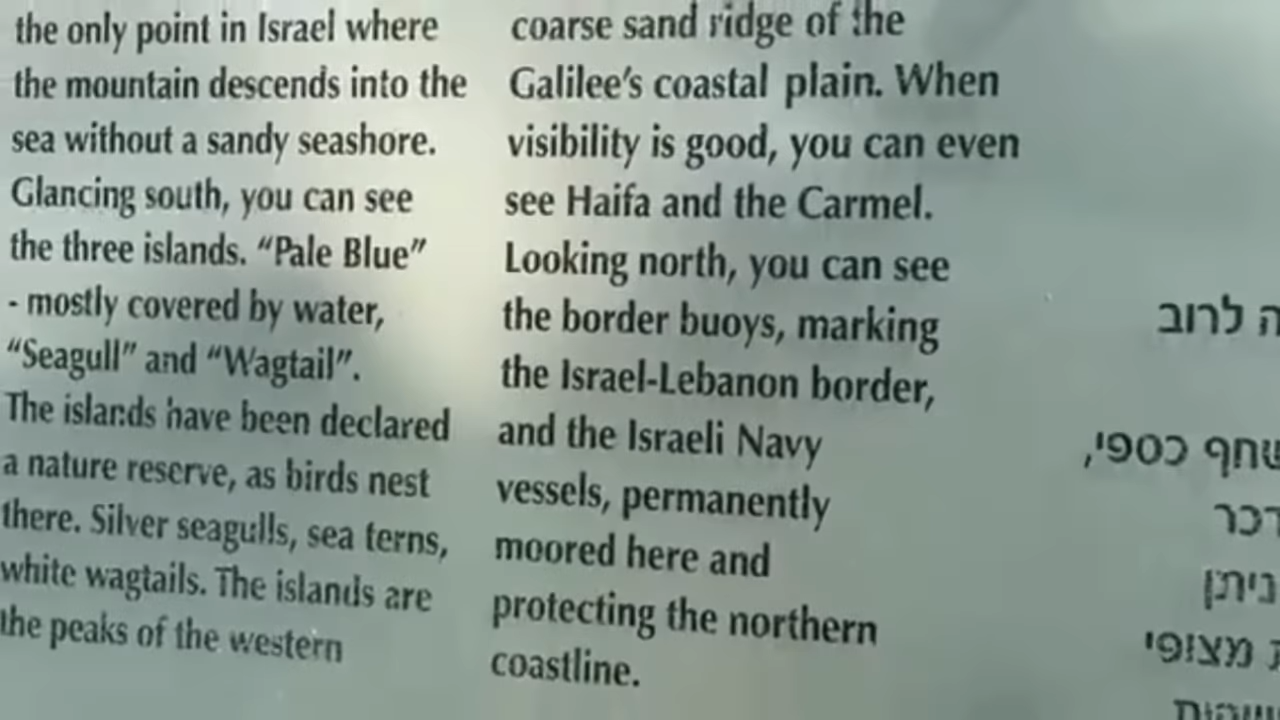 the only point in Israel where
the mountain descends into the
sea without a sandy seashore.
Glancing south, you can see
the three islands. “Pale Blue”
- mostly covered by water,
“Seagull” and “Wagtail”.
The islands have been declared
a nature reserve, as birds nest
there. Silver seagulls, sea terns,
white wagtails. The islands are
the peaks of the western
coarse sand ridge of the
Galilee’s coastal plain. When
visibility is good, you can even
see Haifa and the Carmel.
Looking north, you can see
the border buoys, marking
the Israel-Lebanon border,
and the Israeli Navy
vessels, permanently
moored here and
protecting the northern
coastline.
ה לרוב
שחף כספי,
דכר
ניתן
ת מצופי